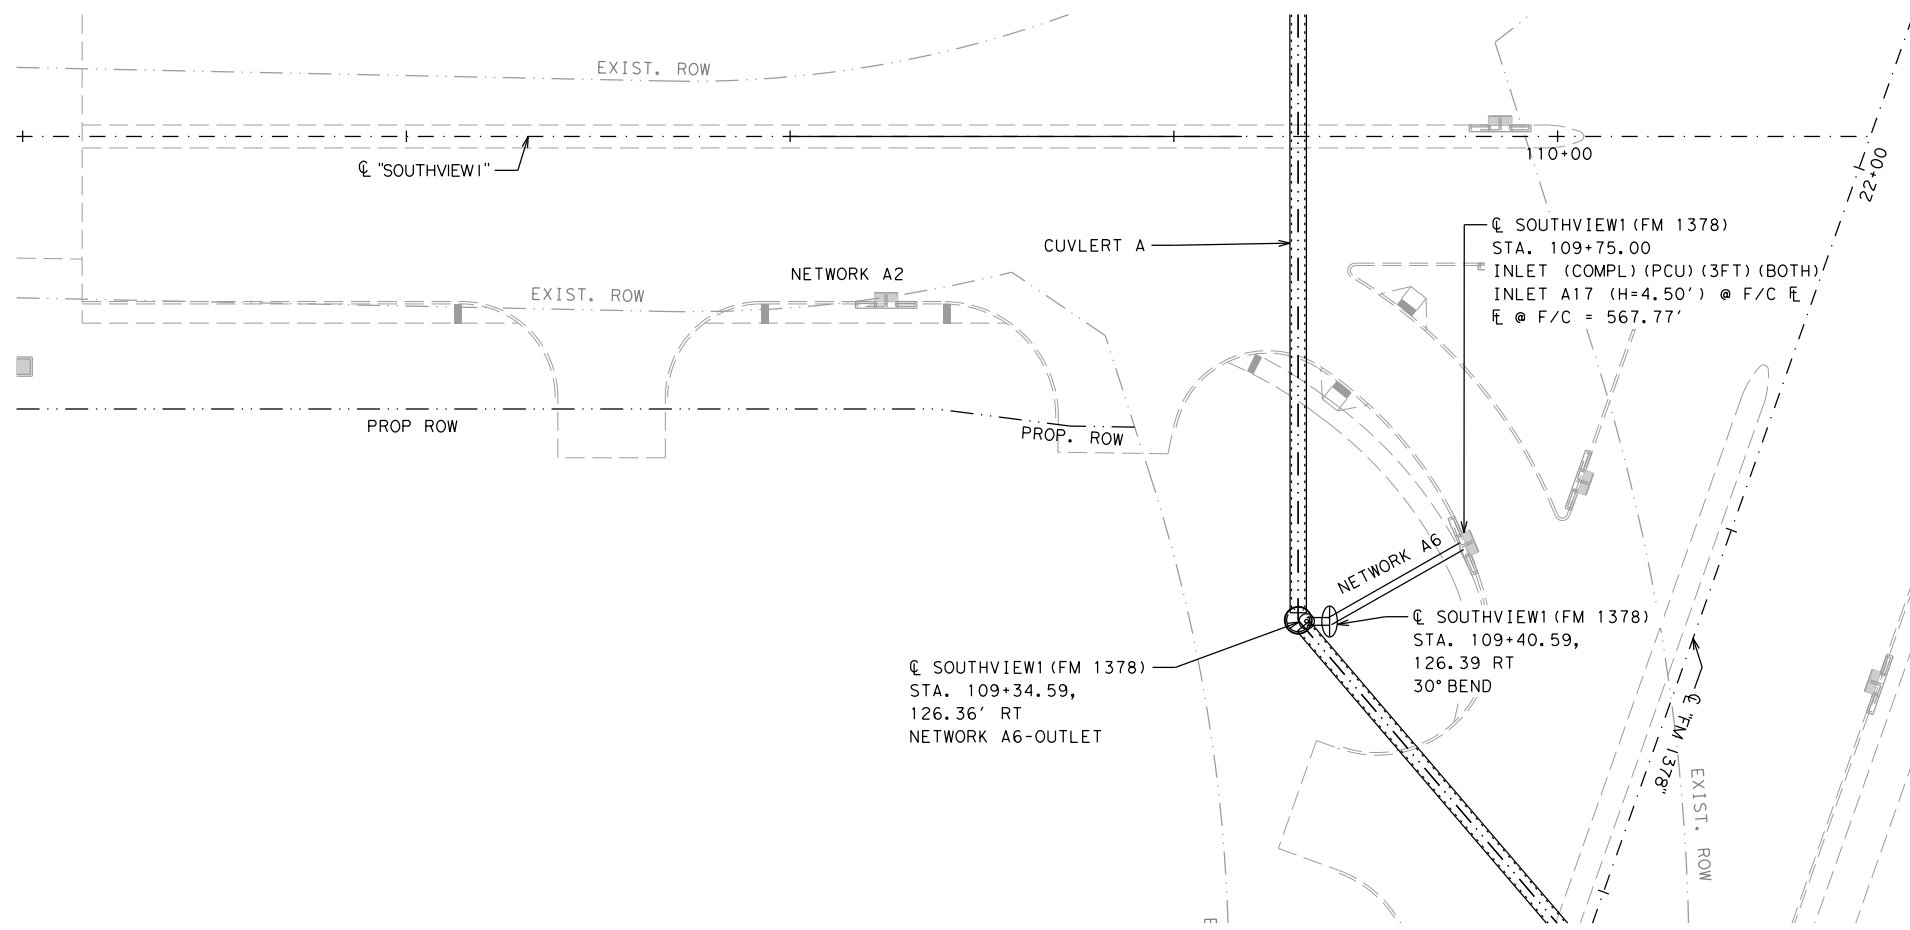 EXIST. ROW
110+00
22+00
℄ "SOUTHVIEW1"
℄ SOUTHVIEW1 (FM 1378)
STA. 109+75.00
INLET (COMPL) (PCU) (3FT) (BOTH)
INLET A17 (H=4.50') @ F/C
@ F/C = 567.77'
CUVLERT A
NETWORK A2
EXIST. ROW
PROP ROW
PROP. ROW
NETWORK A6
℄ SOUTHVIEW1 (FM 1378)
STA. 109+40.59,
126.39 RT
30° BEND
℄ SOUTHVIEW1 (FM 1378)
STA. 109+34.59,
126.36' RT
NETWORK A6-OUTLET
℄ "FM 1378"
EXIST. ROW